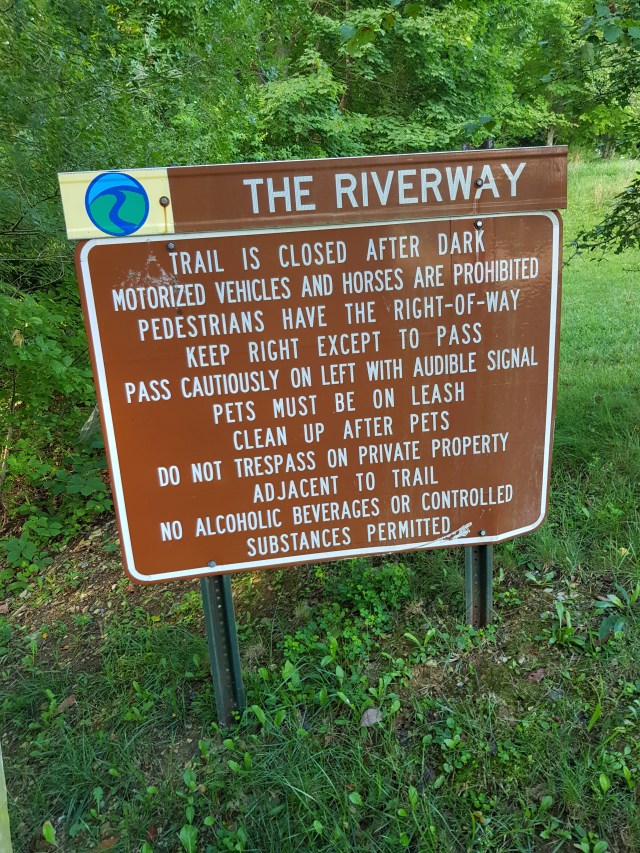 THE RIVERWAY
TRAIL IS CLOSED AFTER DARK
MOTORIZED VEHICLES AND HORSES ARE PROHIBITED
PEDESTRIANS HAVE THE RIGHT-OF-WAY
KEEP RIGHT EXCEPT TO PASS
PASS CAUTIOUSLY ON LEFT WITH AUDIBLE SIGNAL
PETS MUST BE ON LEASH
CLEAN UP AFTER PETS
DO NOT TRESPASS ON PRIVATE PROPERTY
ADJACENT TO TRAIL
NO ALCOHOLIC BEVERAGES OR CONTROLLED
SUBSTANCES PERMITTED